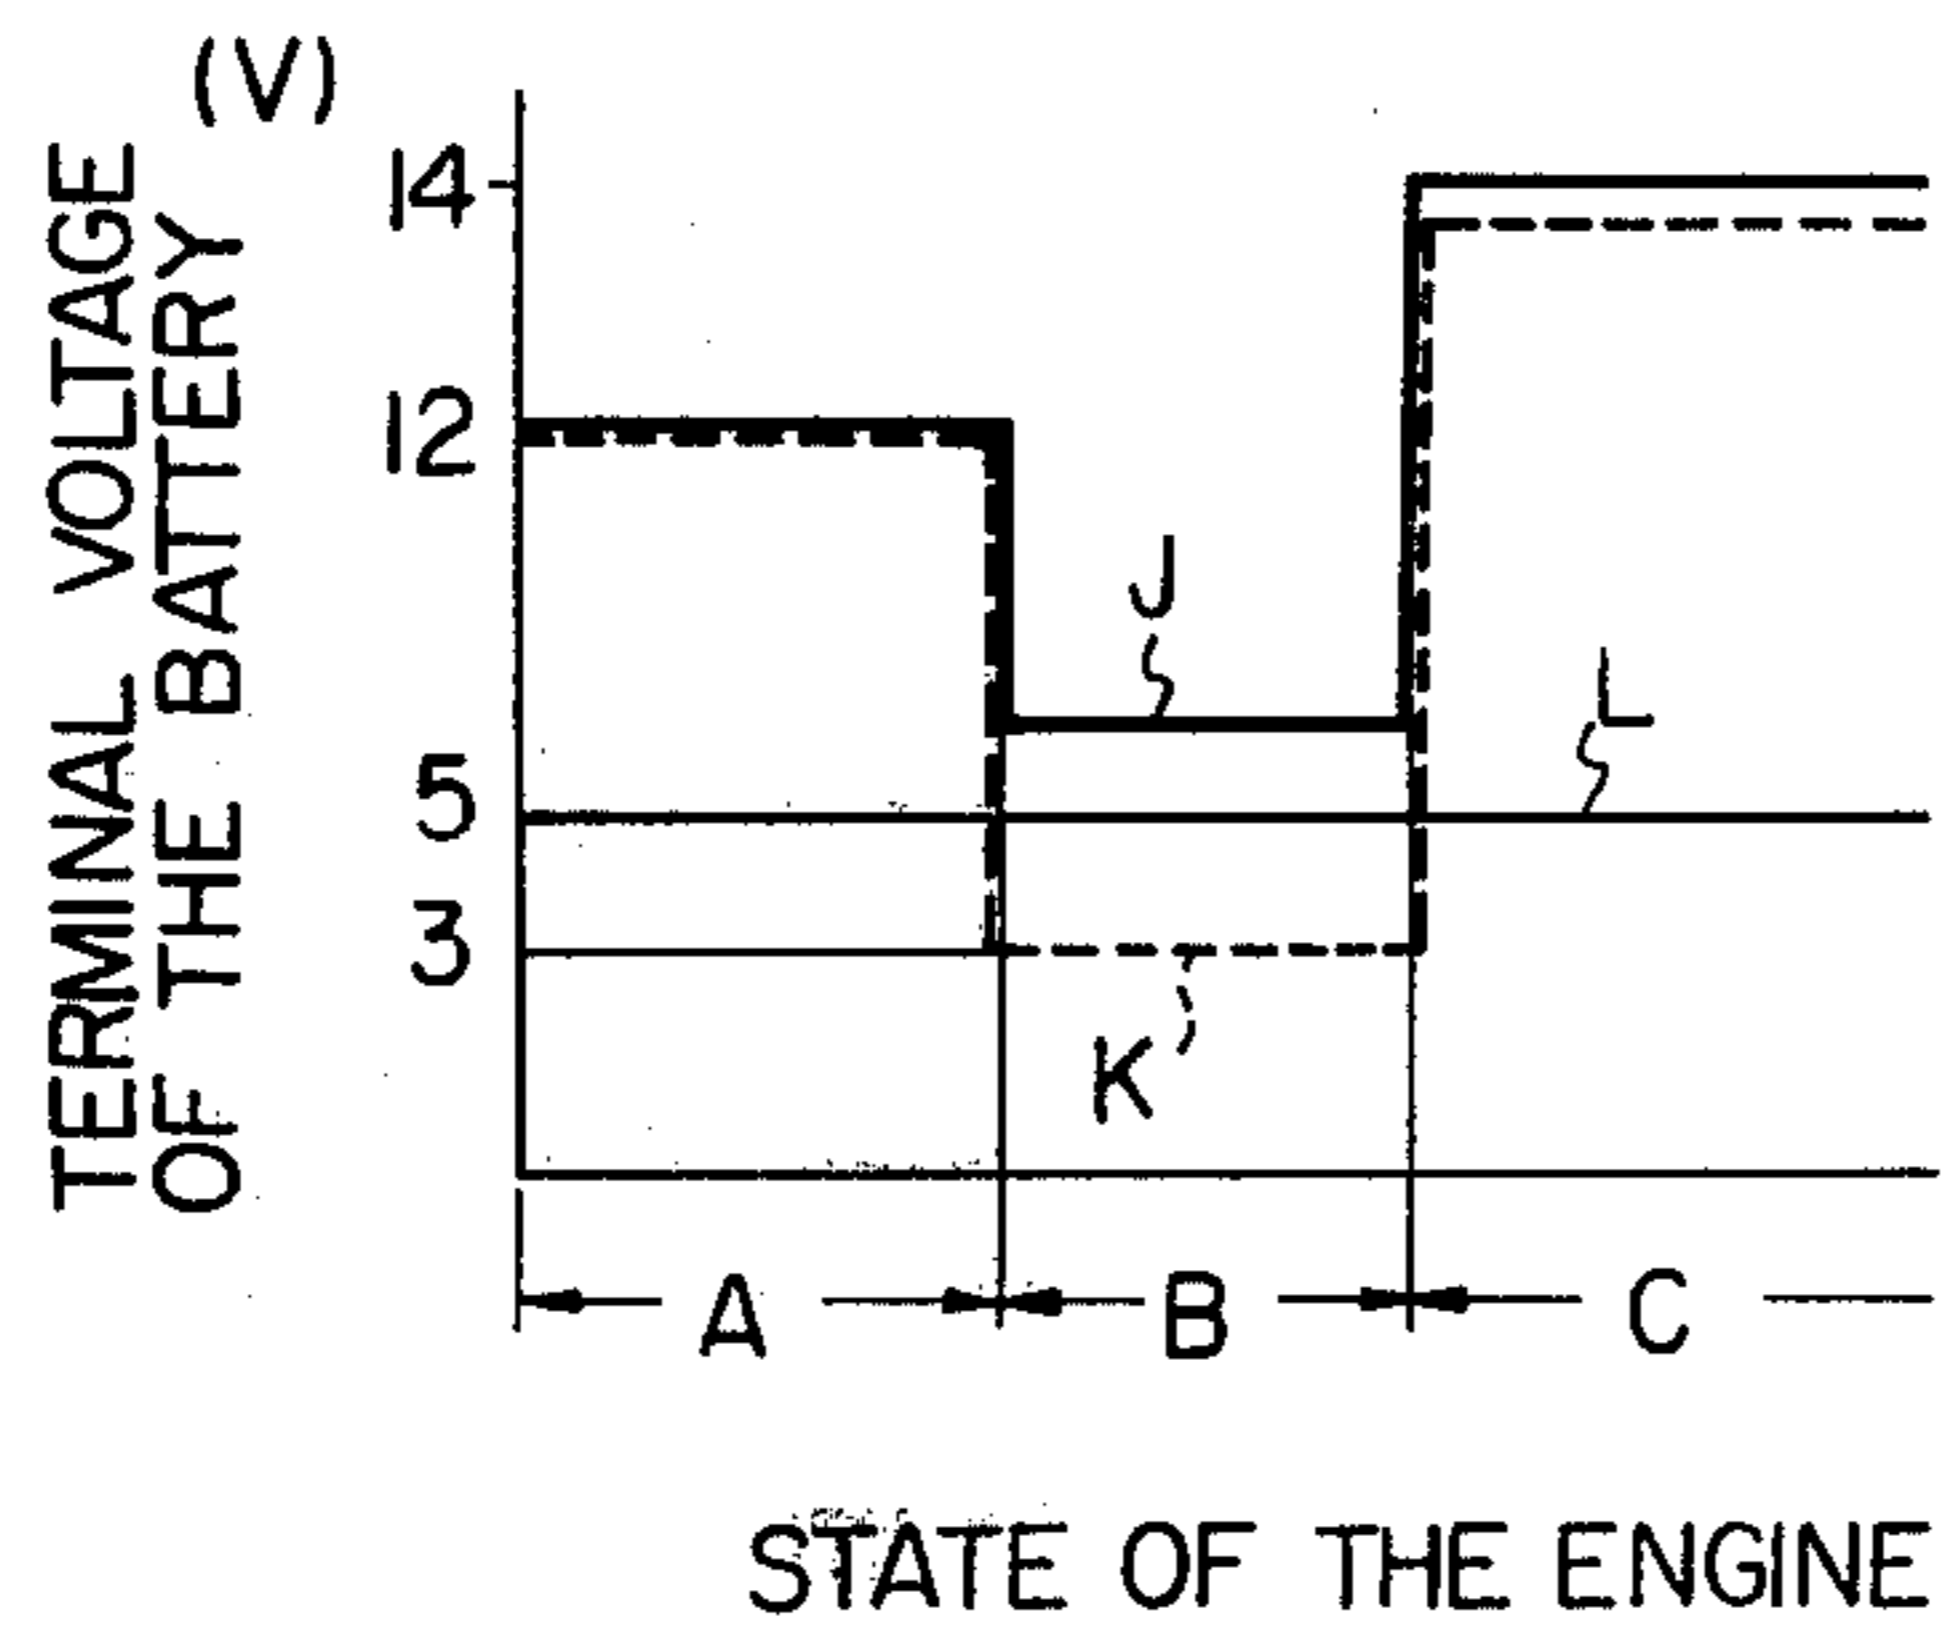 (V)
TERMINAL VOLTAGE
OF THE BATTERY
14
12
J
L
5
3
K
A B C
STATE OF THE ENGINE